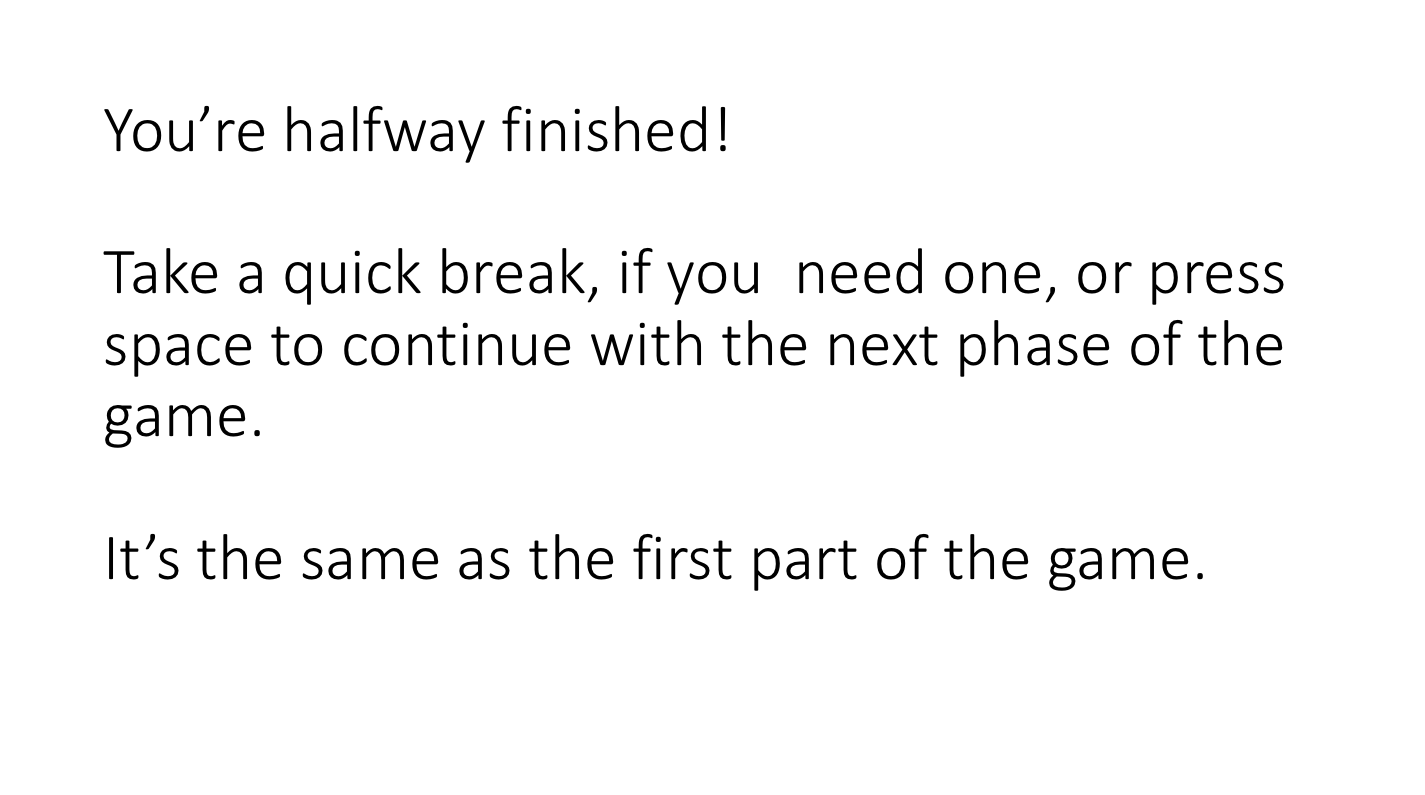 You’re halfway finished!
Take a quick break, if you  need one, or press
space to continue with the next phase of the
game.
It’s the same as the first part of the game.